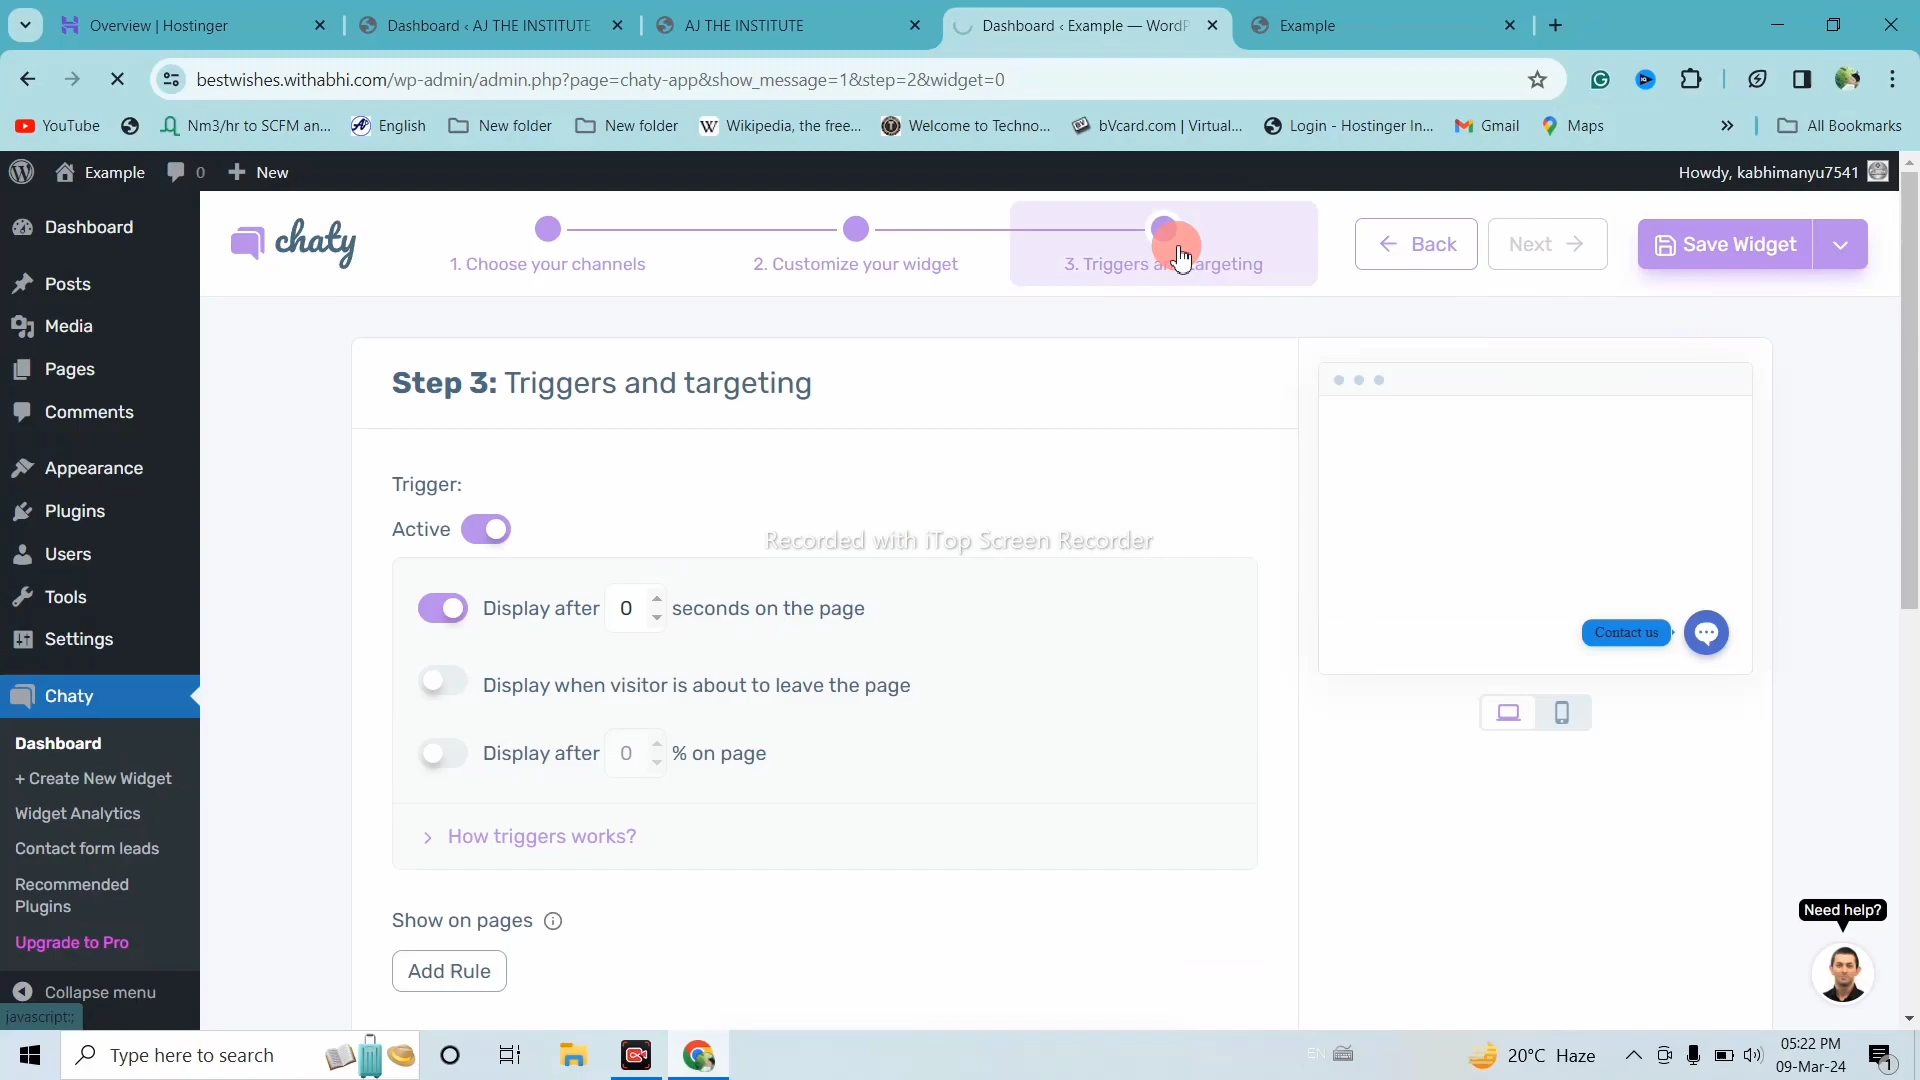 Overview | Hostinger
Dashboard ‹ AJ THE INSTITUTE
AJ THE INSTITUTE
Dashboard ‹ Example — WordP
Example
bestwishes.withabhi.com/wp-admin/admin.php?page=chaty-app&show_message=1&step=2&widget=0
YouTube
Nm3/hr to SCFM an...
English
New folder
New folder
Wikipedia, the free...
Welcome to Techno...
bVcard.com | Virtual...
Login - Hostinger In...
Gmail
Maps
»
All Bookmarks
Example
0
New
Howdy, kabhimanyu7541
Dashboard
Posts
Media
Pages
Comments
Appearance
Plugins
Users
Tools
Settings
Chaty
Dashboard
+ Create New Widget
Widget Analytics
Contact form leads
Recommended
Plugins
Upgrade to Pro
Collapse menu
javascript:;
chaty
1. Choose your channels
2. Customize your widget
3. Triggers and targeting
Back
Next
Save Widget
Step 3: Triggers and targeting
Trigger:
Active
Recorded with iTop Screen Recorder
Display after 0 seconds on the page
Display when visitor is about to leave the page
Display after 0 % on page
How triggers works?
Show on pages
Add Rule
Contact us
Need help?
Type here to search
EN
20°C Haze
05:22 PM
09-Mar-24
1